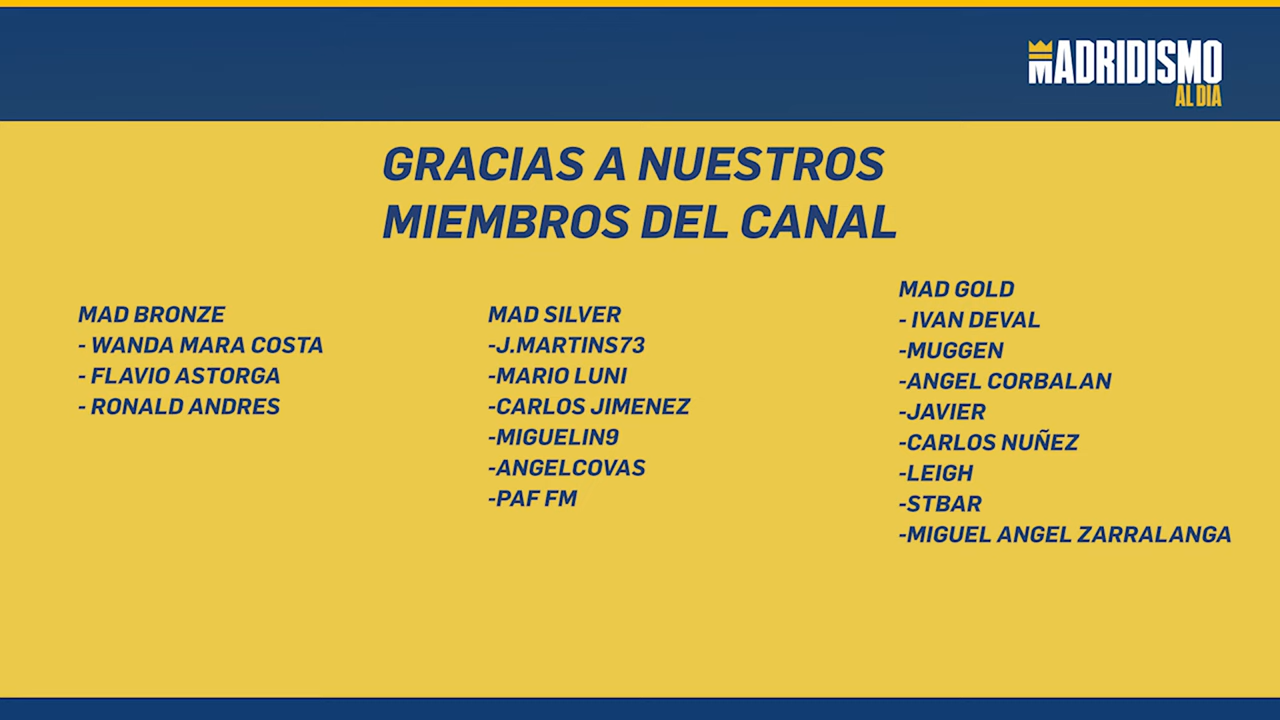 MADRIDISMO
AL DIA
GRACIAS A NUESTROS
MIEMBROS DEL CANAL
MAD BRONZE
- WANDA MARA COSTA
- FLAVIO ASTORGA
- RONALD ANDRES
MAD SILVER
-J.MARTINS73
-MARIO LUNI
-CARLOS JIMENEZ
-MIGUELIN9
-ANGELCOVAS
-PAF FM
MAD GOLD
- IVAN DEVAL
-MUGGEN
-ANGEL CORBALAN
-JAVIER
-CARLOS NUÑEZ
-LEIGH
-STBAR
-MIGUEL ANGEL ZARRALANGA